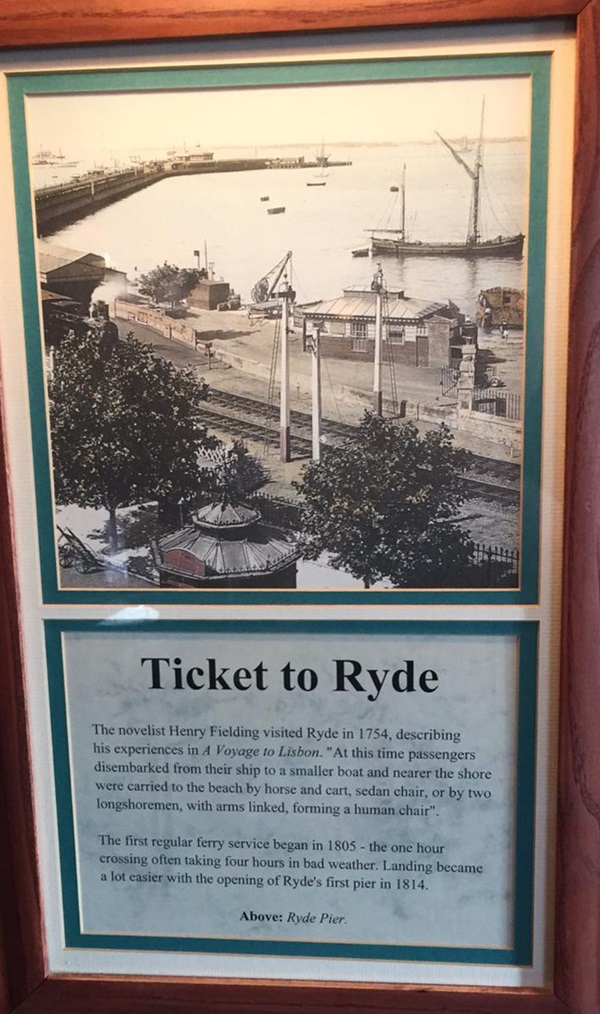 Ticket to Ryde
The novelist Henry Fielding visited Ryde in 1754, describing
his experiences in A Voyage to Lisbon. "At this time passengers
disembarked from their ship to a smaller boat and nearer the shore
were carried to the beach by horse and cart, sedan chair, or by two
longshoremen, with arms linked, forming a human chair".
The first regular ferry service began in 1805 - the one hour
crossing often taking four hours in bad weather. Landing became
a lot easier with the opening of Ryde's first pier in 1814.
Above: Ryde Pier.